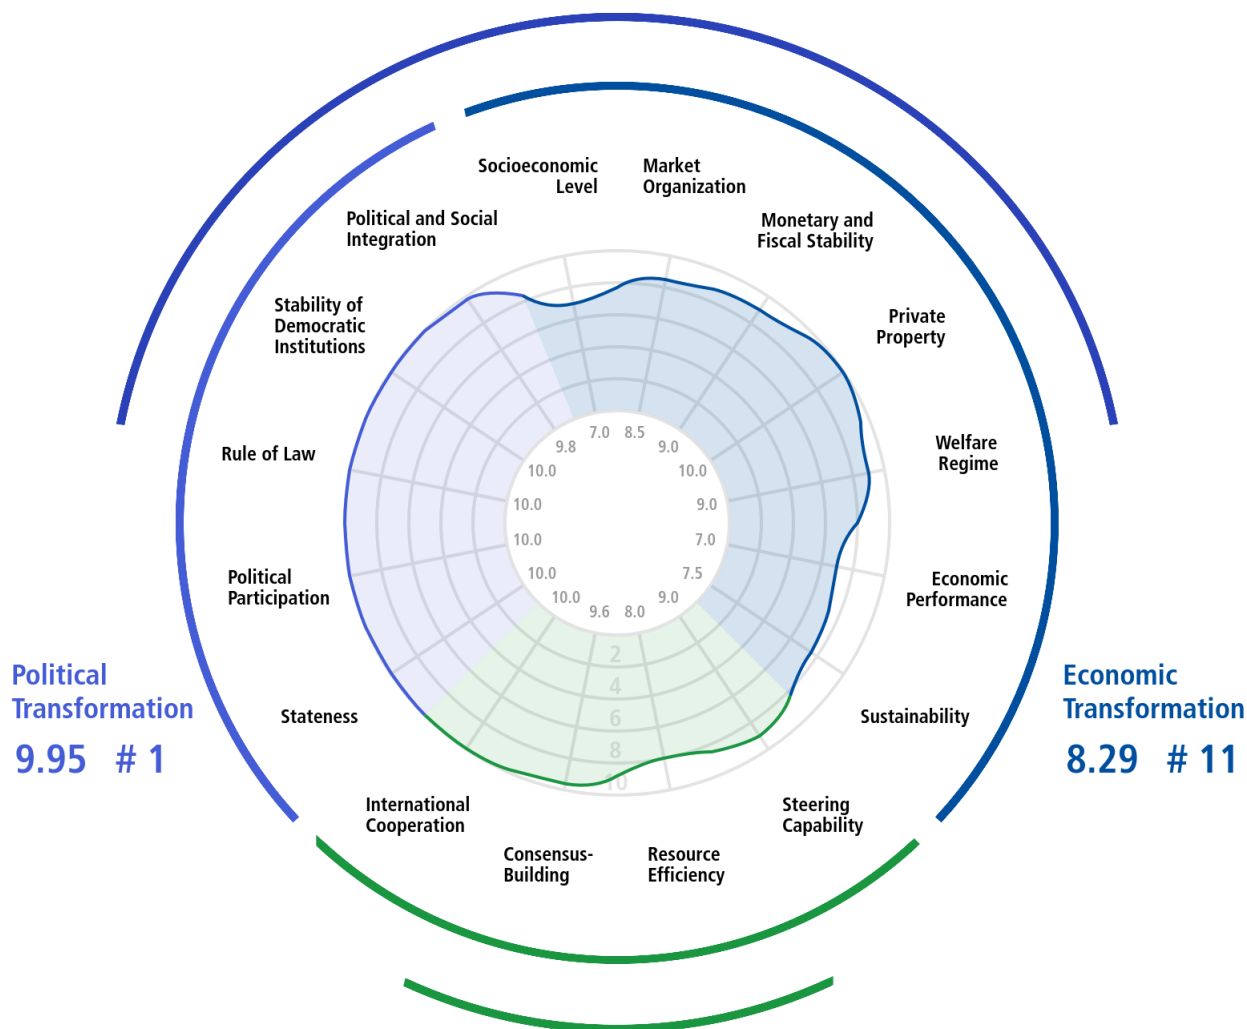 Socioeconomic
Level
Market
Organization
Political and Social
Integration
Monetary and
Fiscal Stability
Stability of
Democratic
Institutions
Private
Property
Rule of Law
Welfare
Regime
Political
Participation
Economic
Performance
Stateness
Sustainability
International
Cooperation
Steering
Capability
Consensus-
Building
Resource
Efficiency
7.0
8.5
9.0
10.0
9.0
7.0
7.5
9.0
8.0
9.6
10.0
10.0
10.0
10.0
10.0
9.8
2
4
6
8
10
Political
Transformation
9.95 # 1
Economic
Transformation
8.29 # 11